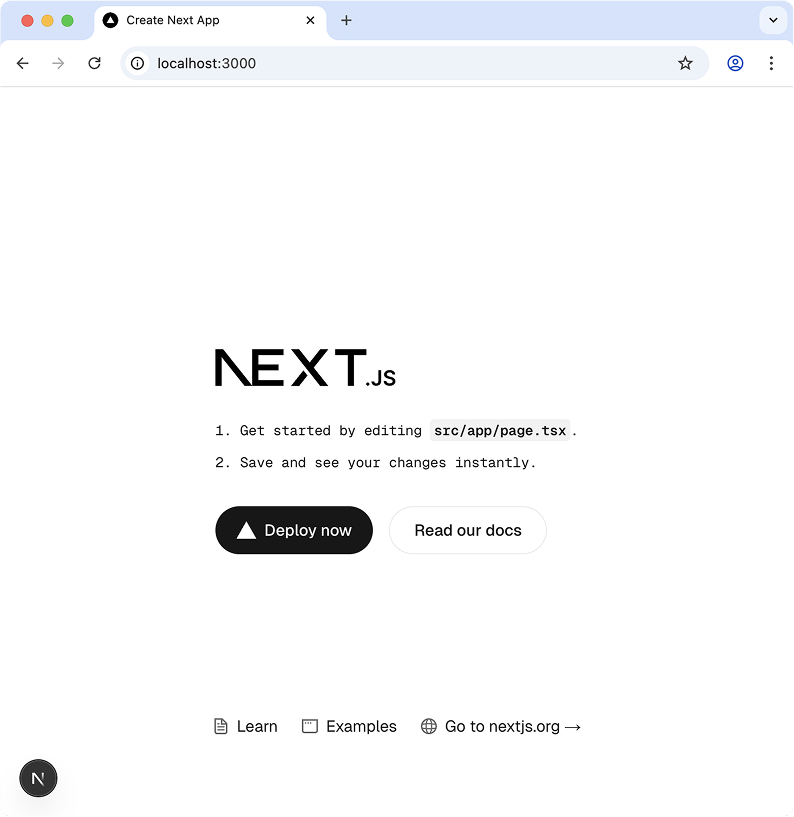 Create Next App
localhost:3000
NEXT.JS
1. Get started by editing src/app/page.tsx.
2. Save and see your changes instantly.
Deploy now
Read our docs
Learn
Examples
Go to nextjs.org →
N